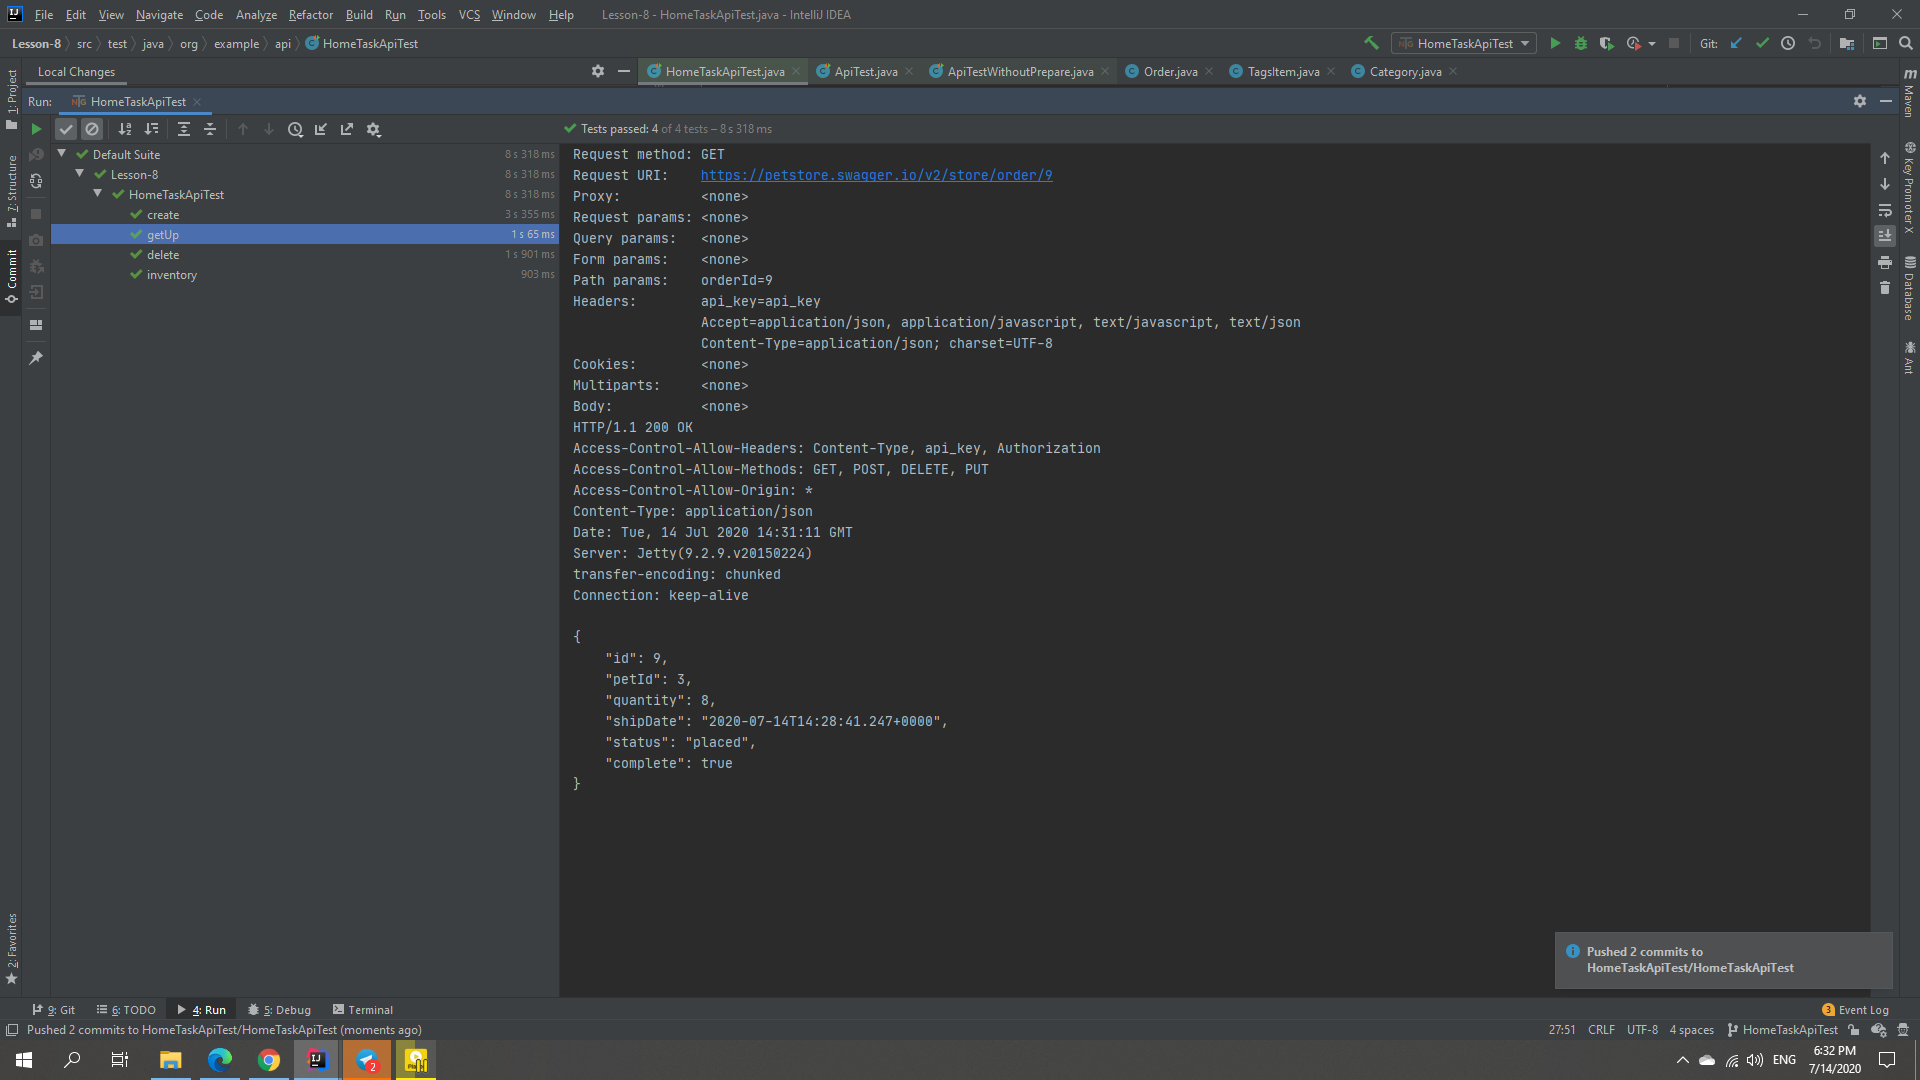 File Edit View Navigate Code Analyze Refactor Build Run Tools VCS Window Help Lesson-8 - HomeTaskApiTest.java - IntelliJ IDEA
Lesson-8 src test java org example api HomeTaskApiTest HomeTaskApiTest Git:
Local Changes HomeTaskApiTest.java ApiTest.java ApiTestWithoutPrepare.java Order.java TagsItem.java Category.java
Run: HomeTaskApiTest
Tests passed: 4 of 4 tests – 8 s 318 ms
Default Suite 8 s 318 ms
Lesson-8 8 s 318 ms
HomeTaskApiTest 8 s 318 ms
create 3 s 355 ms
getUp 1 s 65 ms
delete 1 s 901 ms
inventory 903 ms
Request method: GET
Request URI: https://petstore.swagger.io/v2/store/order/9
Proxy: <none>
Request params: <none>
Query params: <none>
Form params: <none>
Path params: orderId=9
Headers: api_key=api_key
Accept=application/json, application/javascript, text/javascript, text/json
Content-Type=application/json; charset=UTF-8
Cookies: <none>
Multiparts: <none>
Body: <none>
HTTP/1.1 200 OK
Access-Control-Allow-Headers: Content-Type, api_key, Authorization
Access-Control-Allow-Methods: GET, POST, DELETE, PUT
Access-Control-Allow-Origin: *
Content-Type: application/json
Date: Tue, 14 Jul 2020 14:31:11 GMT
Server: Jetty(9.2.9.v20150224)
transfer-encoding: chunked
Connection: keep-alive
{
"id": 9,
"petId": 3,
"quantity": 8,
"shipDate": "2020-07-14T14:28:41.247+0000",
"status": "placed",
"complete": true
}
1: Project
7: Structure
Commit
2: Favorites
Maven
Key Promoter X
Database
Ant
Pushed 2 commits to
HomeTaskApiTest/HomeTaskApiTest
9: Git 6: TODO 4: Run 5: Debug Terminal 3 Event Log
Pushed 2 commits to HomeTaskApiTest/HomeTaskApiTest (moments ago) 27:51 CRLF UTF-8 4 spaces HomeTaskApiTest
2 ENG 6:32 PM
7/14/2020